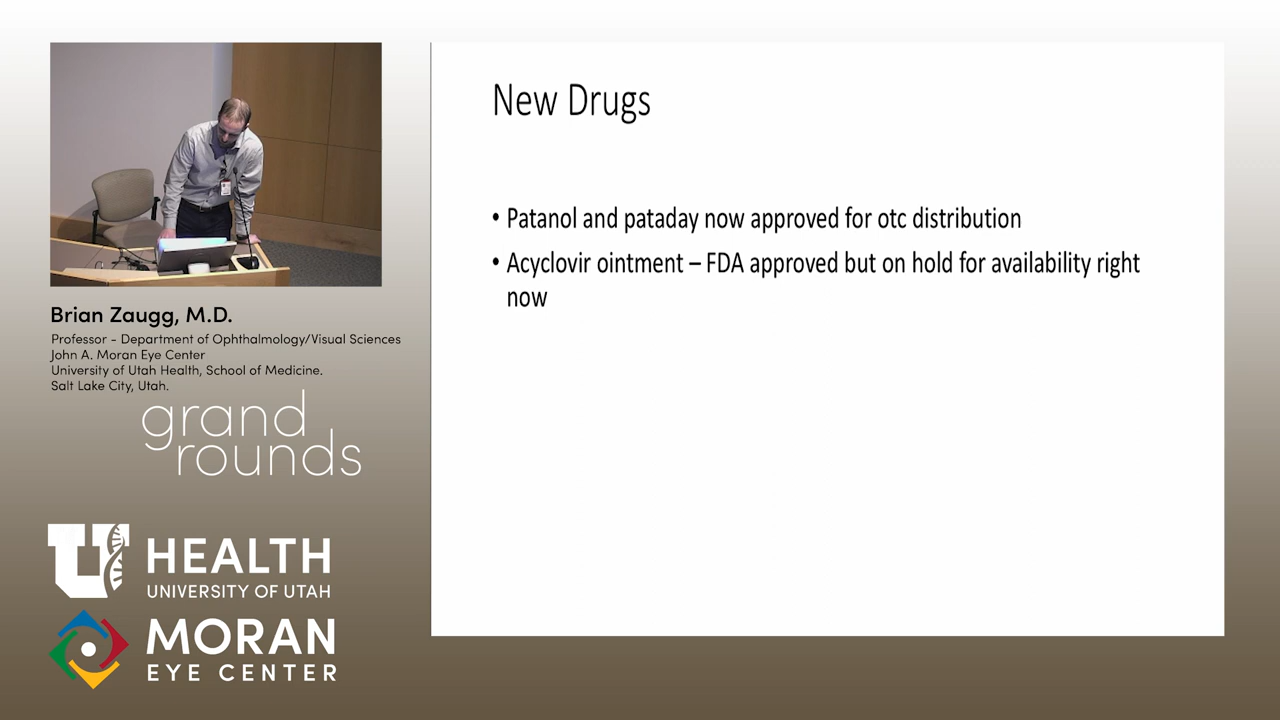 New Drugs
• Patanol and pataday now approved for otc distribution
• Acyclovir ointment – FDA approved but on hold for availability right
now
Brian Zaugg, M.D.
Professor - Department of Ophthalmology/Visual Sciences
John A. Moran Eye Center
University of Utah Health, School of Medicine.
Salt Lake City, Utah.
grand
rounds
U HEALTH
UNIVERSITY OF UTAH
MORAN
EYE CENTER